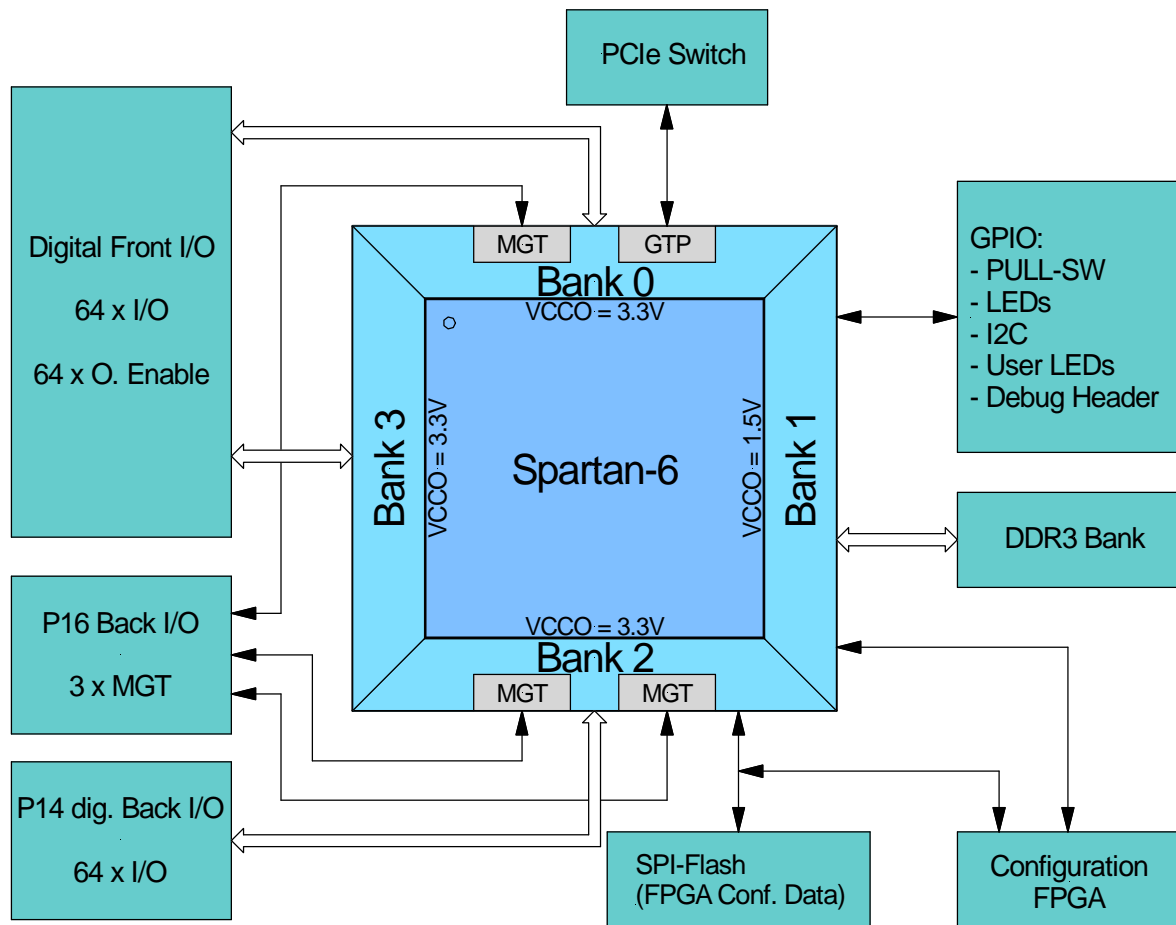 PCIe Switch
Digital Front I/O
64 x I/O
64 x O. Enable
MGT
GTP
Bank 0
VCCO = 3.3V
GPIO:
- PULL-SW
- LEDs
- I2C
- User LEDs
- Debug Header
Bank 3
VCCO = 3.3V
Spartan-6
VCCO = 1.5V
Bank 1
DDR3 Bank
P16 Back I/O
3 x MGT
VCCO = 3.3V
Bank 2
MGT
MGT
P14 dig. Back I/O
64 x I/O
SPI-Flash
(FPGA Conf. Data)
Configuration
FPGA